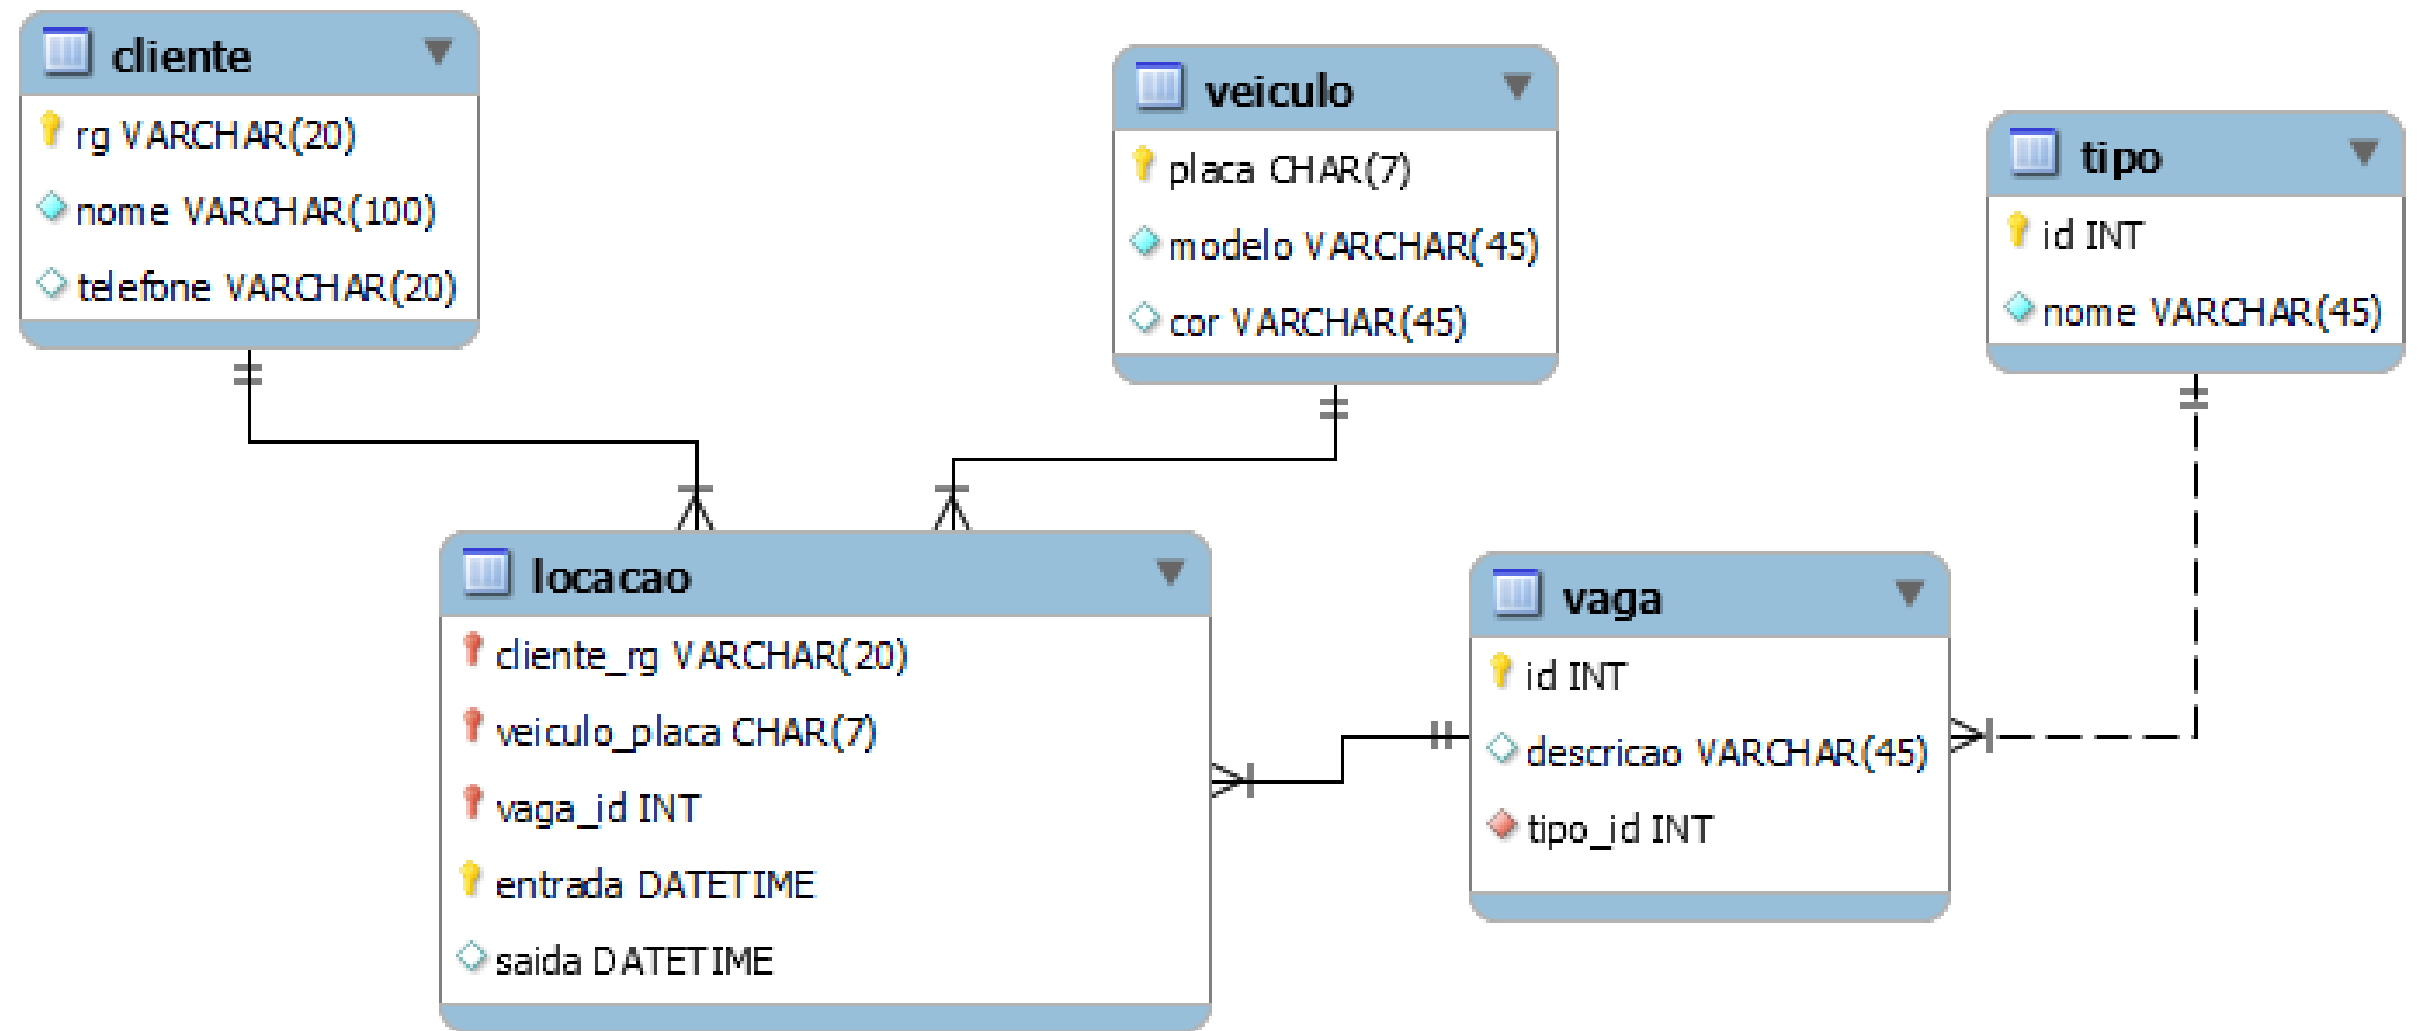 cliente
rg VARCHAR(20)
nome VARCHAR(100)
telefone VARCHAR(20)
veiculo
placa CHAR(7)
modelo VARCHAR(45)
cor VARCHAR(45)
tipo
id INT
nome VARCHAR(45)
locacao
cliente_rg VARCHAR(20)
veiculo_placa CHAR(7)
vaga_id INT
entrada DATETIME
saida DATETIME
vaga
id INT
descricao VARCHAR(45)
tipo_id INT